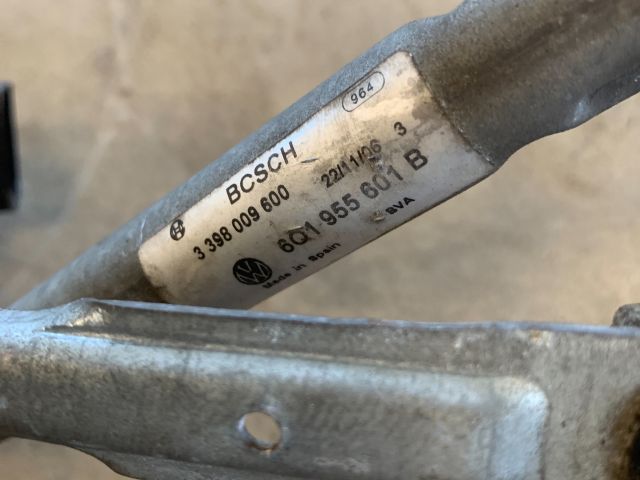 964
BOSCH
3 398 009 600 22/11/06 3
6Q1 955 601 B
Made in Spain SVA